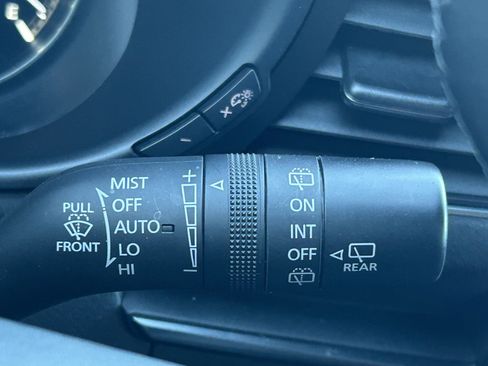 E
MIST
OFF
AUTO
LO
HI
PULL
FRONT
+
-
ON
INT
OFF
REAR